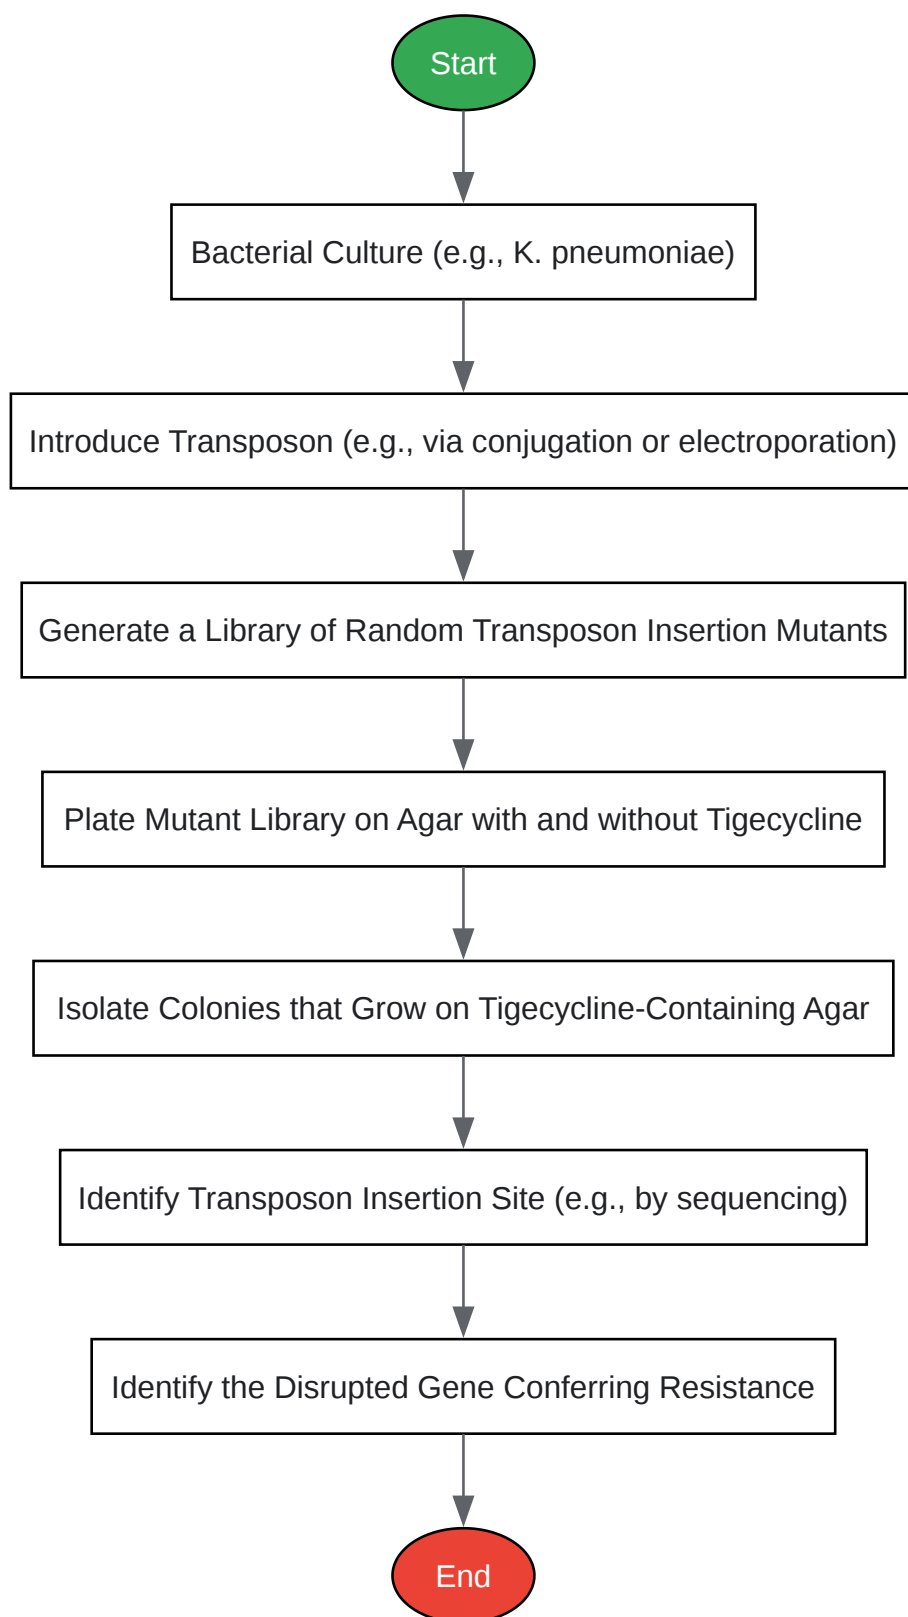 Start
Bacterial Culture (e.g., K. pneumoniae)
Introduce Transposon (e.g., via conjugation or electroporation)
Generate a Library of Random Transposon Insertion Mutants
Plate Mutant Library on Agar with and without Tigecycline
Isolate Colonies that Grow on Tigecycline-Containing Agar
Identify Transposon Insertion Site (e.g., by sequencing)
Identify the Disrupted Gene Conferring Resistance
End